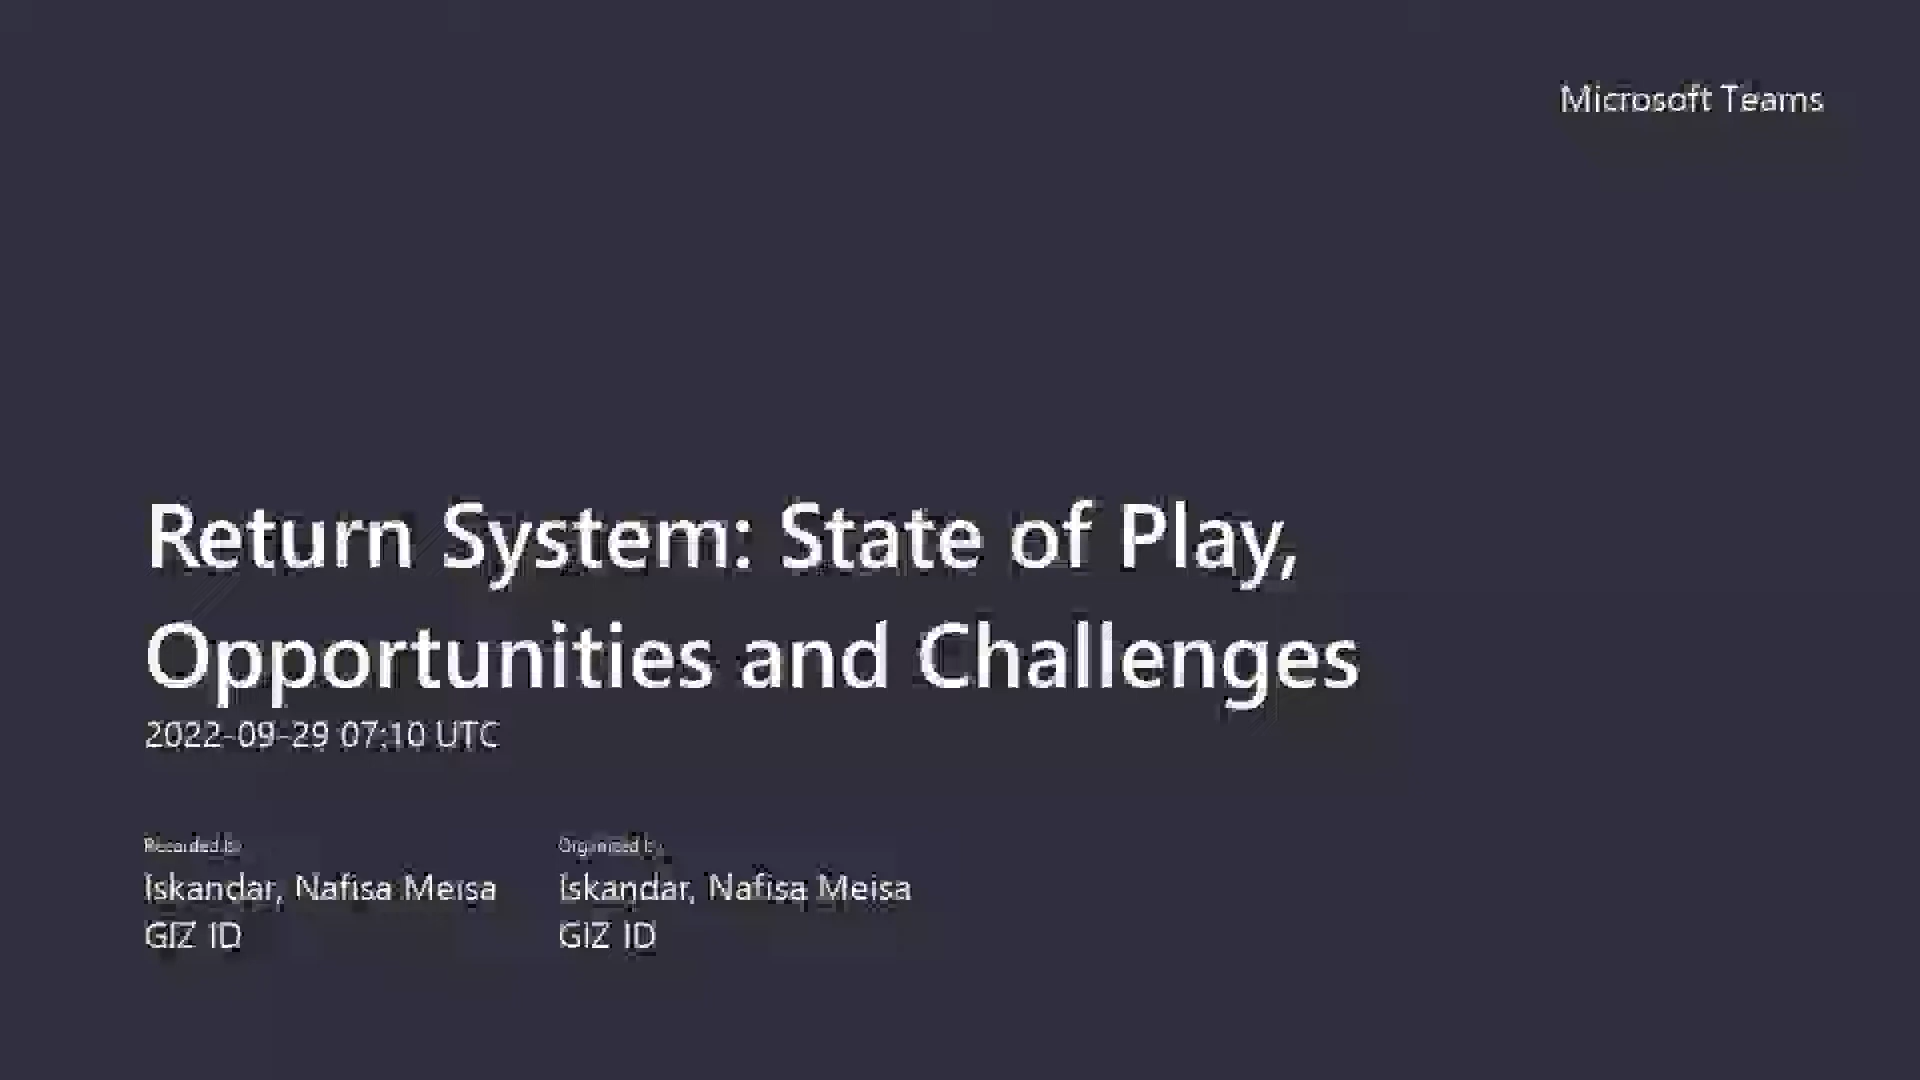 Microsoft Teams
Return System: State of Play,
Opportunities and Challenges
2022-09-29 07:10 UTC
Recorded by
Organized by
Iskandar, Nafisa Meisa
Iskandar, Nafisa Meisa
GIZ ID
GIZ ID